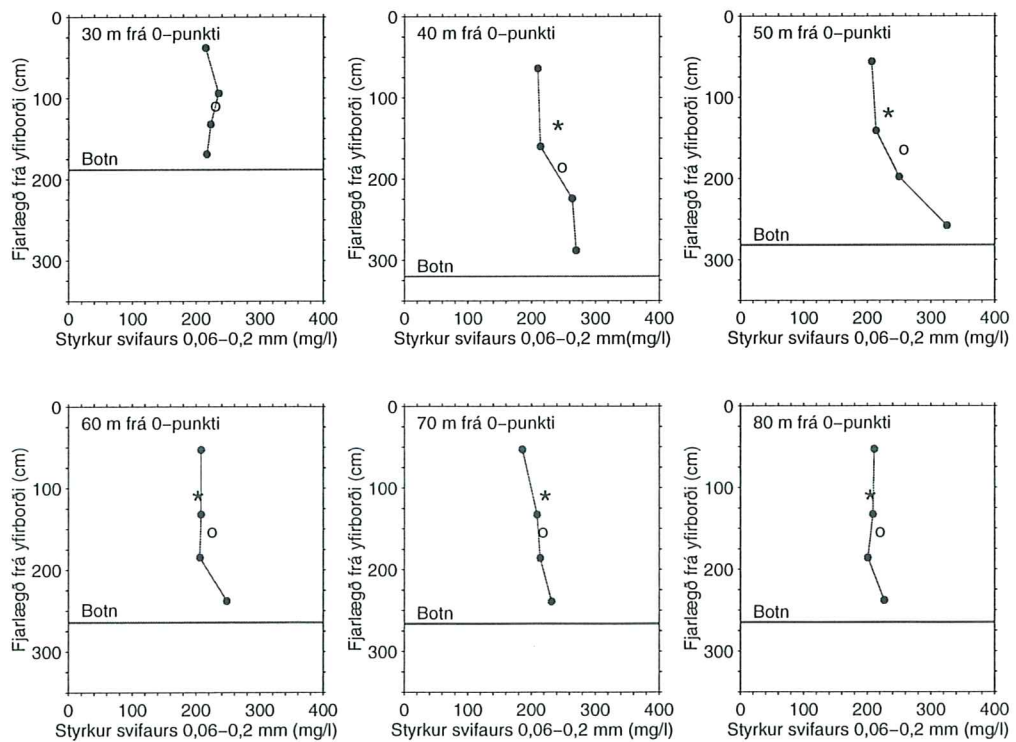 30 m frá 0–punkti
0
100
200
300
Fjarlægð frá yfirborði (cm)
Botn
0 100 200 300 400
Styrkur svifaurs 0,06–0,2 mm (mg/l)
40 m frá 0–punkti
0
100
200
300
Fjarlægð frá yfirborði (cm)
Botn
0 100 200 300 400
Styrkur svifaurs 0,06–0,2 mm(mg/l)
50 m frá 0–punkti
0
100
200
300
Fjarlægð frá yfirborði (cm)
Botn
0 100 200 300 400
Styrkur svifaurs 0,06–0,2 mm (mg/l)
60 m frá 0–punkti
0
100
200
300
Fjarlægð frá yfirborði (cm)
Botn
0 100 200 300 400
Styrkur svifaurs 0,06–0,2 mm (mg/l)
70 m frá 0–punkti
0
100
200
300
Fjarlægð frá yfirborði (cm)
Botn
0 100 200 300 400
Styrkur svifaurs 0,06–0,2 mm (mg/l)
80 m frá 0–punkti
0
100
200
300
Fjarlægð frá yfirborði (cm)
Botn
0 100 200 300 400
Styrkur svifaurs 0,06–0,2 mm (mg/l)